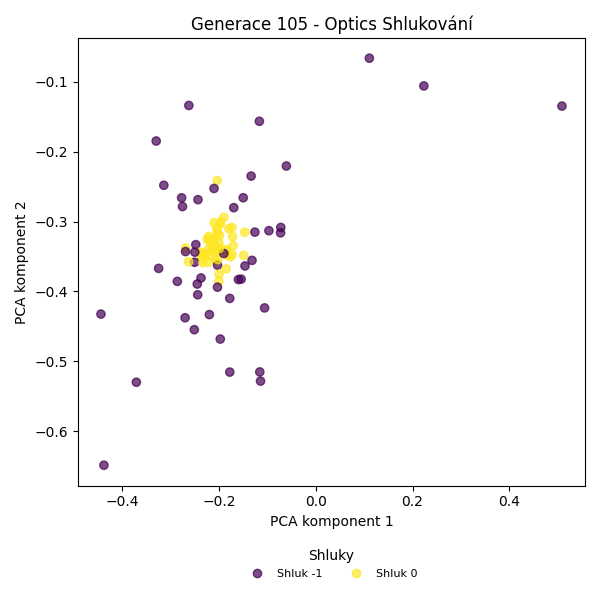 Generace 105 - Optics Shlukování
−0.1
−0.2
−0.3
−0.4
−0.5
−0.6
PCA komponent 2
−0.4
−0.2
0.0
0.2
0.4
PCA komponent 1
Shluky
Shluk -1
Shluk 0